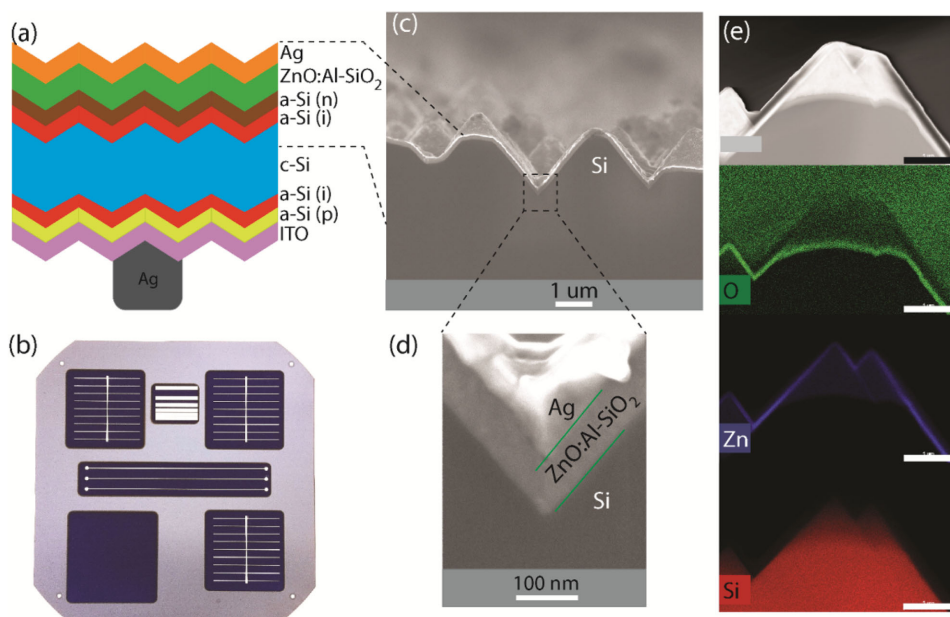 (a)
Ag
ZnO:Al-SiO₂
a-Si (n)
a-Si (i)
c-Si
a-Si (i)
a-Si (p)
ITO
Ag
(b)
(c)
Si
1 um
(d)
Ag
ZnO:Al-SiO₂
Si
100 nm
(e)
O
Zn
Si